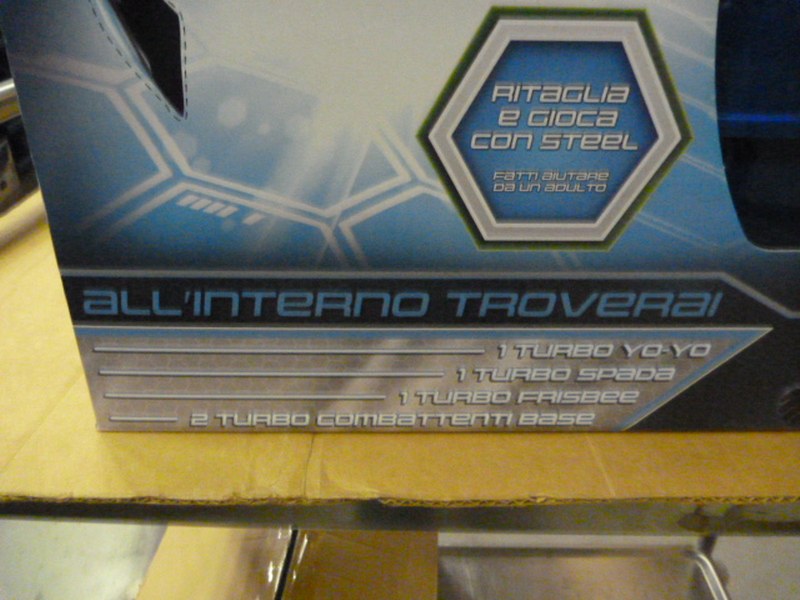 RITAGLIA
E GIOCA
CON STEEL
FATTI AIUTARE
DA UN ADULTO
ALL'INTERNO TROVERAI
1 TURBO YO-YO
1 TURBO SPADA
1 TURBO FRISBEE
2 TURBO COMBATTENTI BASE